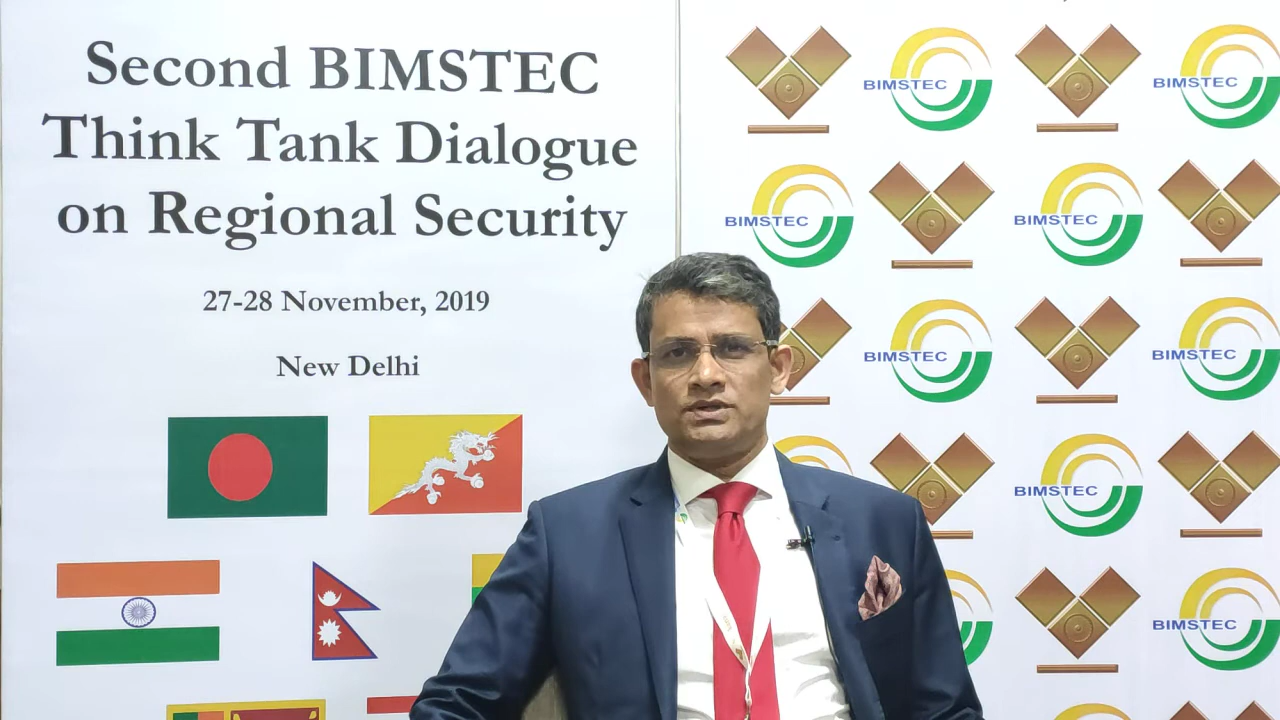 Second BIMSTEC
Think Tank Dialogue
on Regional Security
27-28 November, 2019
New Delhi
BIMSTEC
BIMSTEC
BIMSTEC
BIMSTEC
BIMSTEC
BIMSTEC
BIMSTEC
BIMSTEC